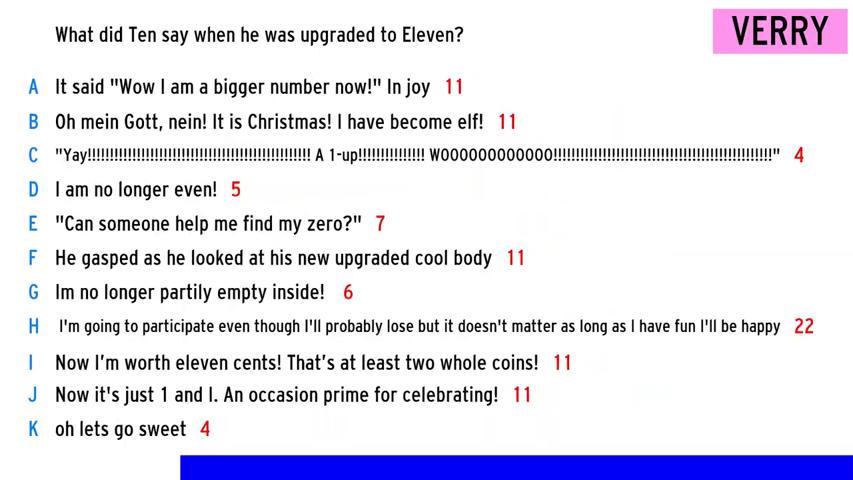 What did Ten say when he was upgraded to Eleven?
VERRY
A It said "Wow I am a bigger number now!" In joy 11
B Oh mein Gott, nein! It is Christmas! I have become elf! 11
C "Yay!!!!!!!!!!!!!!!!!!!!!!!!!!!!!!!!!!!!!!!!!!!!!!!!!! A 1-up!!!!!!!!!!!!!!! WOOOOOOOOOOOO!!!!!!!!!!!!!!!!!!!!!!!!!!!!!!!!!!!!!!!!!!!!!!!!!" 4
D I am no longer even! 5
E "Can someone help me find my zero?" 7
F He gasped as he looked at his new upgraded cool body 11
G Im no longer partily empty inside! 6
H I'm going to participate even though I'll probably lose but it doesn't matter as long as I have fun I'll be happy 22
I Now I’m worth eleven cents! That’s at least two whole coins! 11
J Now it's just 1 and I. An occasion prime for celebrating! 11
K oh lets go sweet 4